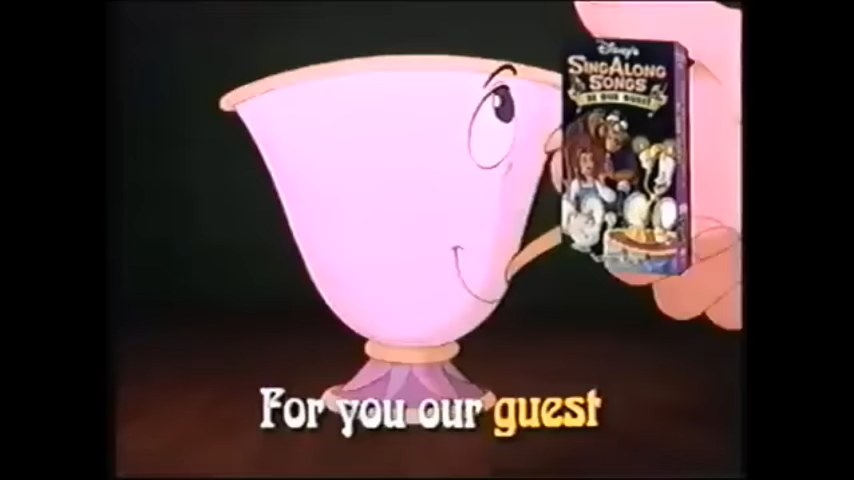 Disney's
SING ALONG
SONGS
BE OUR GUEST
For you our guest